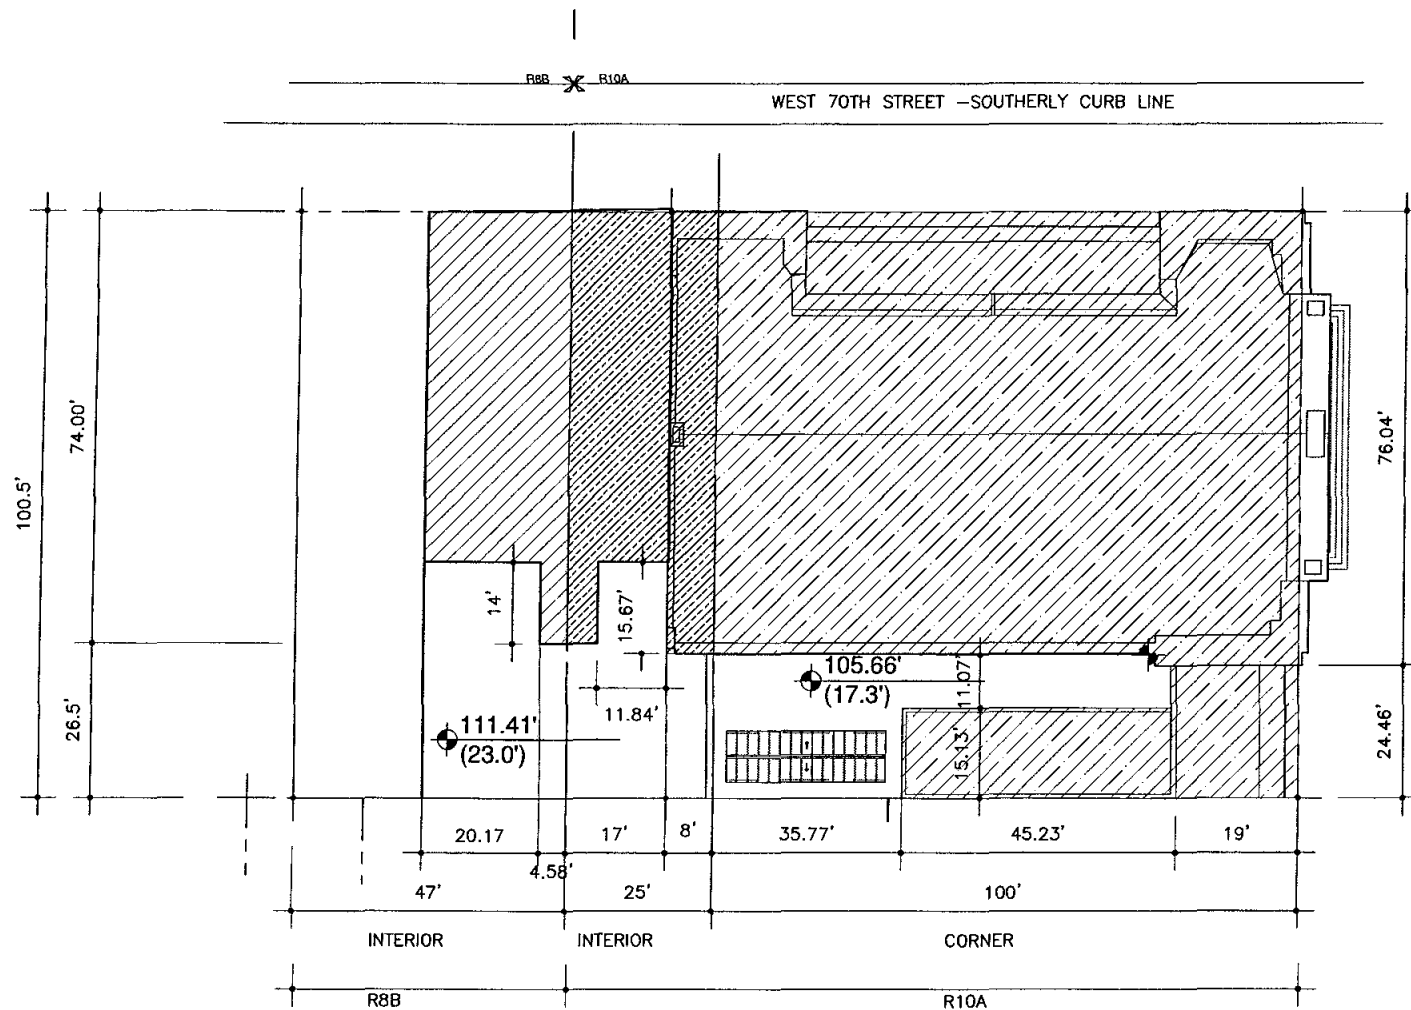 R8B R10A
WEST 70TH STREET –SOUTHERLY CURB LINE
100.5'
74.00'
26.5'
76.04'
24.46'
14'
15.67'
11.84'
111.41'
(23.0')
105.66'
(17.3')
11.07'
15.13'
20.17 17' 8' 35.77' 45.23' 19'
4.58'
47' 25' 100'
INTERIOR INTERIOR CORNER
R8B R10A